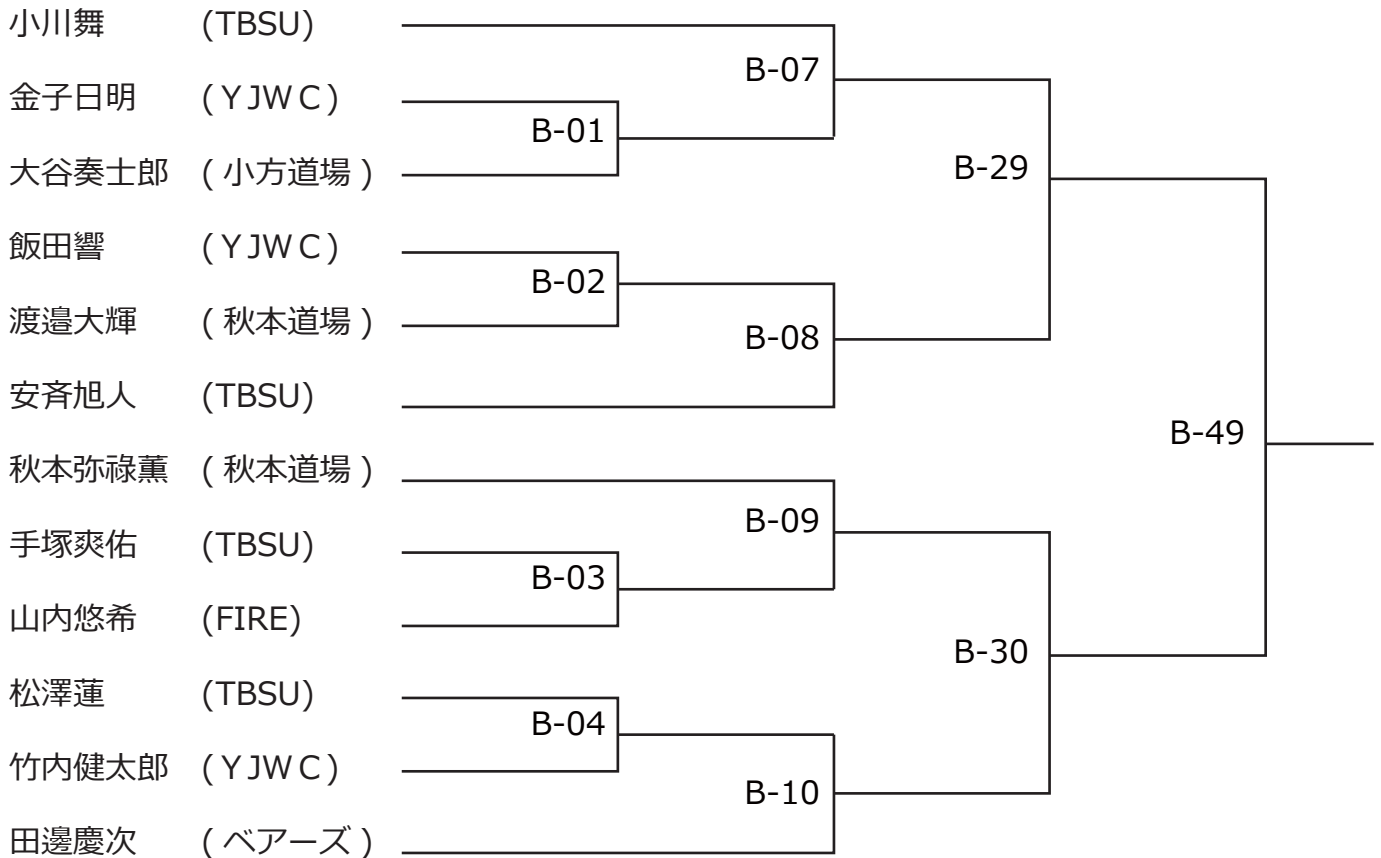 小川舞 (TBSU)
B-07
金子日明 (ＹJWＣ)
B-01
大谷奏士郎 ( 小方道場 )
B-29
飯田響 (ＹJWＣ)
B-02
渡邉大輝 ( 秋本道場 )
B-08
安斉旭人 (TBSU)
B-49
秋本弥祿薫 ( 秋本道場 )
B-09
手塚爽佑 (TBSU)
B-03
山内悠希 (FIRE)
B-30
松澤蓮 (TBSU)
B-04
竹内健太郎 (ＹJWＣ)
B-10
田邊慶次 ( ベアーズ )